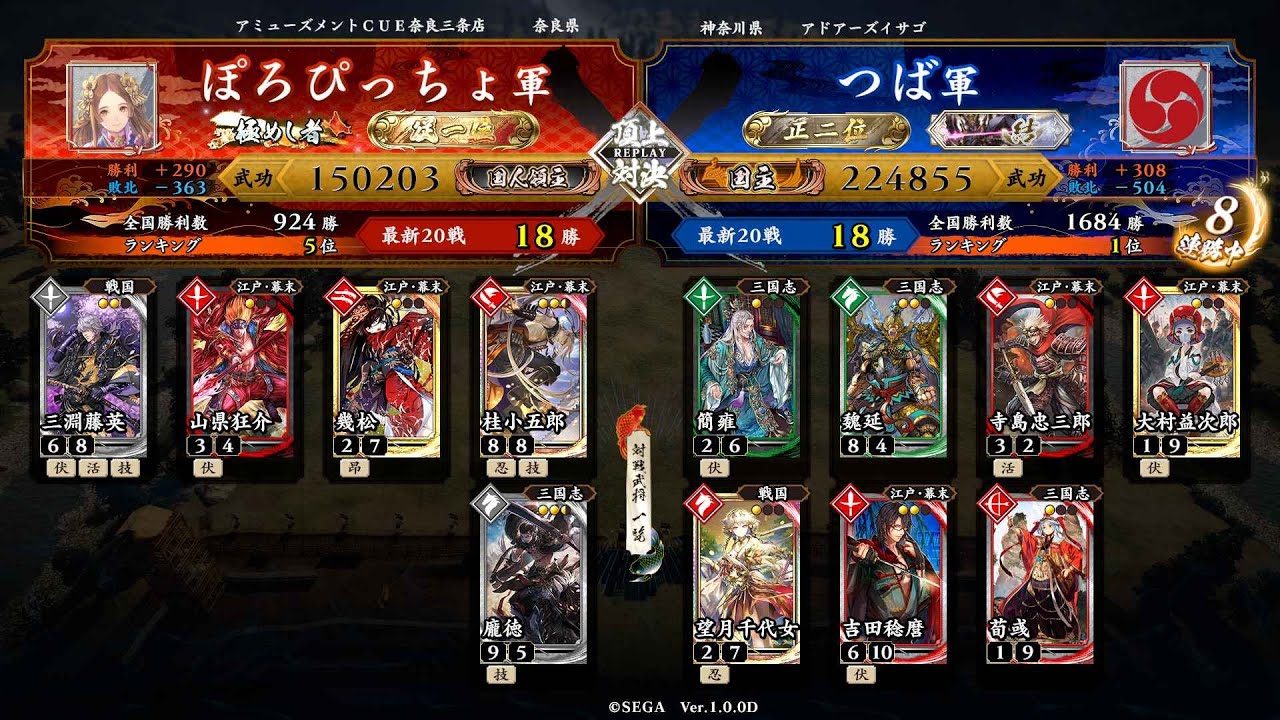 アミューズメントCUE奈良三条店 奈良県
神奈川県 アドアーズイサゴ
ぽろぴっちょ軍
極めし者 従一位
勝利 +290
敗北 -363
武功 150203 国人領主
全国勝利数 924勝
ランキング 5位
最新20戦 18勝
頂上
REPLAY
対決
つば軍
正二位
国主 224855 武功
勝利 +308
敗北 -504
最新20戦 18勝
全国勝利数 1684勝
ランキング 1位
8
連勝中
戦国
三淵藤英
6 8
伏 活 技
江戸・幕末
山県狂介
3 4
伏
江戸・幕末
幾松
2 7
昂
江戸・幕末
桂小五郎
8 8
忍 技
三国志
龐徳
9 5
技
対戦武将一覧
三国志
簡雍
2 6
伏
三国志
魏延
8 4
江戸・幕末
寺島忠三郎
3 2
活
江戸・幕末
大村益次郎
1 9
伏
戦国
望月千代女
2 7
忍
江戸・幕末
吉田稔麿
6 10
伏
三国志
荀彧
1 9
©SEGA Ver.1.0.0D